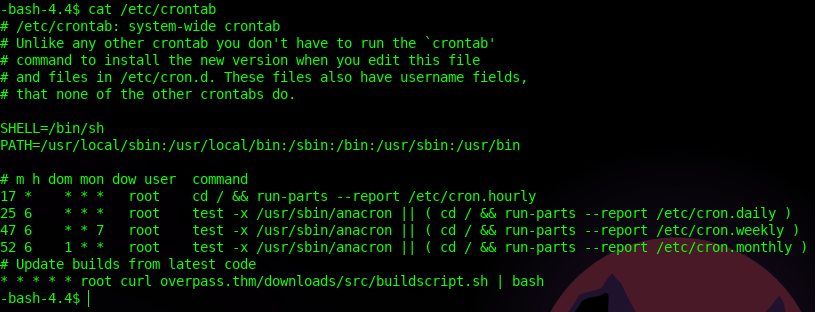 -bash-4.4$ cat /etc/crontab
# /etc/crontab: system-wide crontab
# Unlike any other crontab you don't have to run the `crontab'
# command to install the new version when you edit this file
# and files in /etc/cron.d. These files also have username fields,
# that none of the other crontabs do.

SHELL=/bin/sh
PATH=/usr/local/sbin:/usr/local/bin:/sbin:/bin:/usr/sbin:/usr/bin

# m h dom mon dow user  command
17 *    * * *   root    cd / && run-parts --report /etc/cron.hourly
25 6    * * *   root    test -x /usr/sbin/anacron || ( cd / && run-parts --report /etc/cron.daily )
47 6    * * 7   root    test -x /usr/sbin/anacron || ( cd / && run-parts --report /etc/cron.weekly )
52 6    1 * *   root    test -x /usr/sbin/anacron || ( cd / && run-parts --report /etc/cron.monthly )
# Update builds from latest code
* * * * * root curl overpass.thm/downloads/src/buildscript.sh | bash
-bash-4.4$